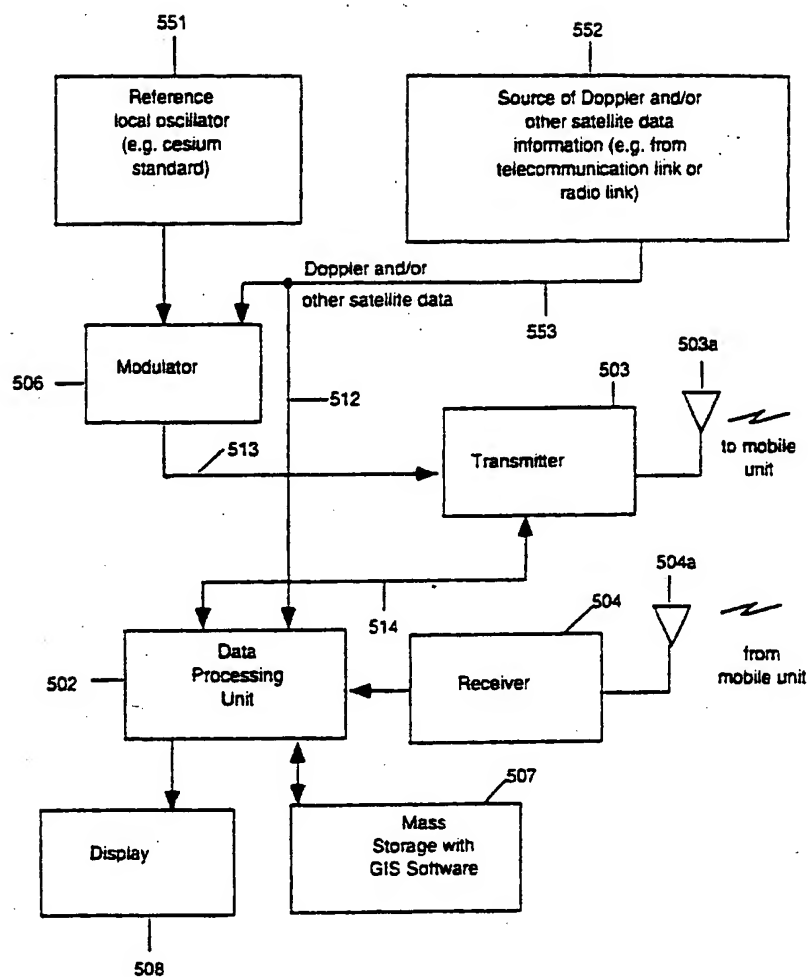 551
552
Reference
local oscillator
(e.g. cesium
standard)
Source of Doppler and/or
other satellite data
information (e.g. from
telecommunication link or
radio link)
Doppler and/or
other satellite data
553
503a
503
Modulator
506
512
to mobile
unit
513
Transmitter
504a
504
514
Data
Processing
Unit
502
Receiver
from
mobile unit
507
Display
Mass
Storage with
GIS Software
508